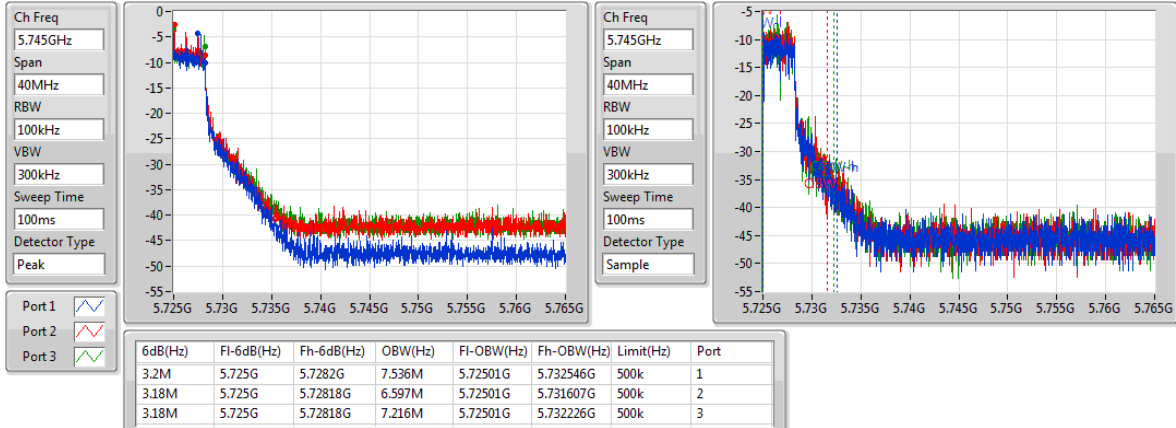 Ch Freq
5.745GHz
Span
40MHz
RBW
100kHz
VBW
300kHz
Sweep Time
100ms
Detector Type
Peak
0-
-5-
-10-
-15-
-20-
-25-
-30-
-35-
-40-
-45-
-50-
-55-
5.725G 5.73G 5.735G 5.74G 5.745G 5.75G 5.755G 5.76G 5.765G
Ch Freq
5.745GHz
Span
40MHz
RBW
100kHz
VBW
300kHz
Sweep Time
100ms
Detector Type
Sample
-5-
-10-
-15-
-20-
-25-
-30-
-35-
-40-
-45-
-50-
-55-
5.725G 5.73G 5.735G 5.74G 5.745G 5.75G 5.755G 5.76G 5.765G
Port 1
Port 2
Port 3
6dB(Hz) Fl-6dB(Hz) Fh-6dB(Hz) OBW(Hz) Fl-OBW(Hz) Fh-OBW(Hz) Limit(Hz) Port
3.2M 5.725G 5.7282G 7.536M 5.72501G 5.732546G 500k 1
3.18M 5.725G 5.72818G 6.597M 5.72501G 5.731607G 500k 2
3.18M 5.725G 5.72818G 7.216M 5.72501G 5.732226G 500k 3